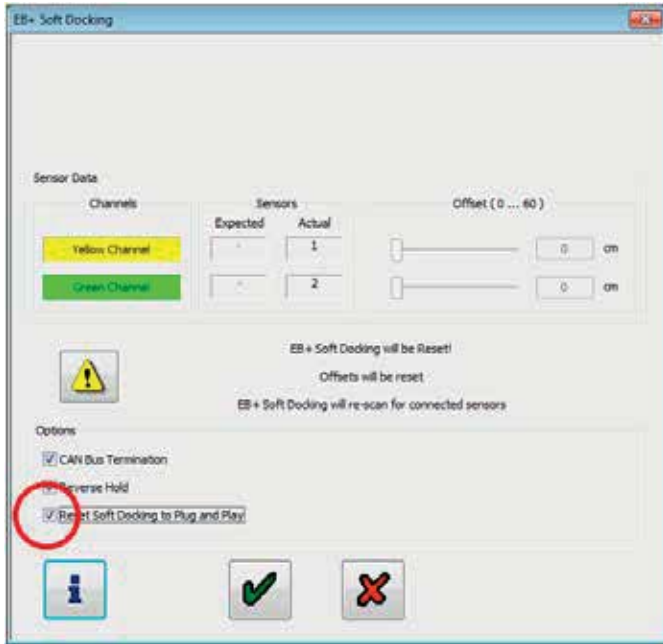 EB+ Soft Docking
Sensor Data
Channels
Sensors
Offset ( 0 ... 60 )
Expected Actual
Yellow Channel - 1 0 cm
Green Channel - 2 0 cm
EB+ Soft Docking will be Reset!
Offsets will be reset
EB+ Soft Docking will re-scan for connected sensors
Options
CAN Bus Termination
Reverse Hold
Reset Soft Docking to Plug and Play